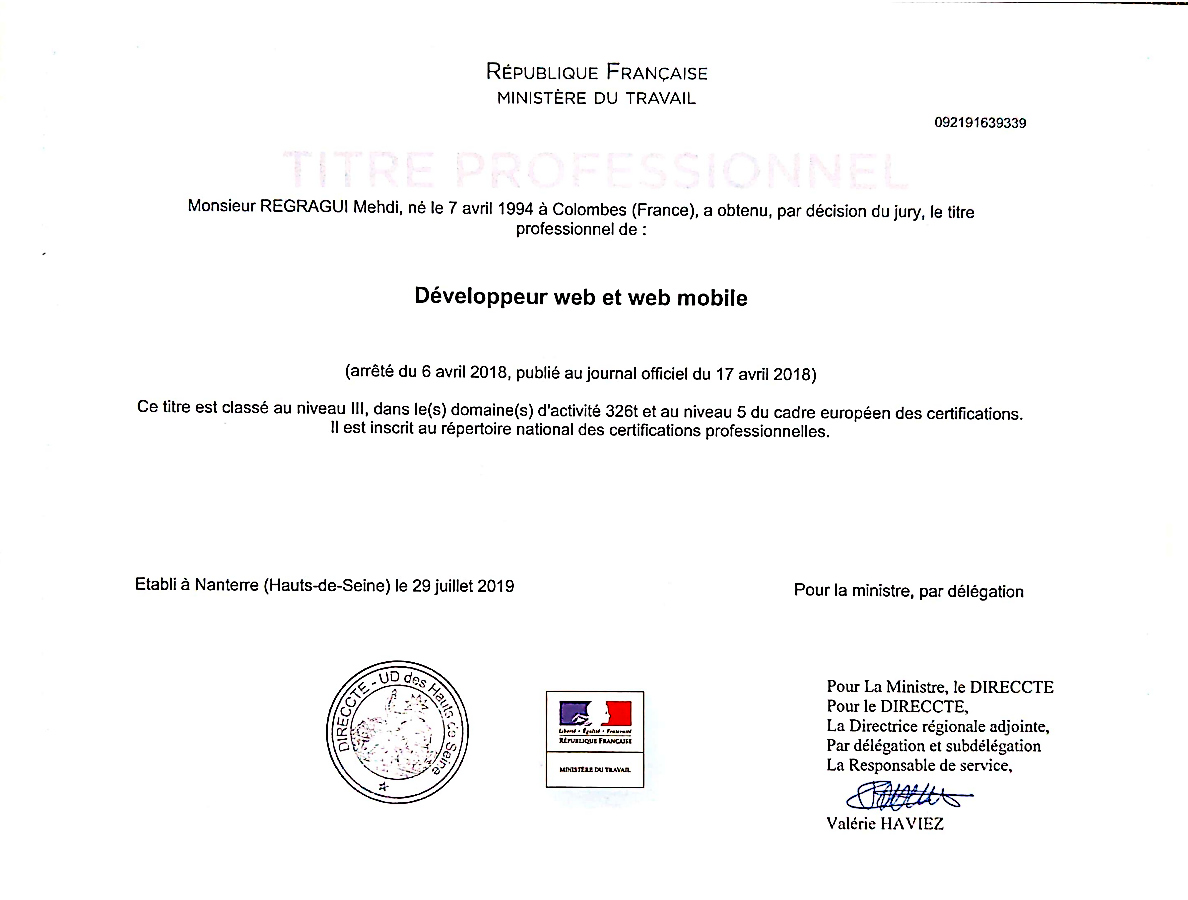 RÉPUBLIQUE FRANÇAISE
MINISTÈRE DU TRAVAIL
092191639339
TITRE PROFESSIONNEL
Monsieur REGRAGUI Mehdi, né le 7 avril 1994 à Colombes (France), a obtenu, par décision du jury, le titre
professionnel de :
Développeur web et web mobile
(arrêté du 6 avril 2018, publié au journal officiel du 17 avril 2018)
Ce titre est classé au niveau III, dans le(s) domaine(s) d'activité 326t et au niveau 5 du cadre européen des certifications.
Il est inscrit au répertoire national des certifications professionnelles.
Etabli à Nanterre (Hauts-de-Seine) le 29 juillet 2019
Pour la ministre, par délégation
DIRECCTE - UD des Hauts de Seine
Liberté • Égalité • Fraternité
RÉPUBLIQUE FRANÇAISE
MINISTÈRE DU TRAVAIL
Pour La Ministre, le DIRECCTE
Pour le DIRECCTE,
La Directrice régionale adjointe,
Par délégation et subdélégation
La Responsable de service,
Valérie HAVIEZ